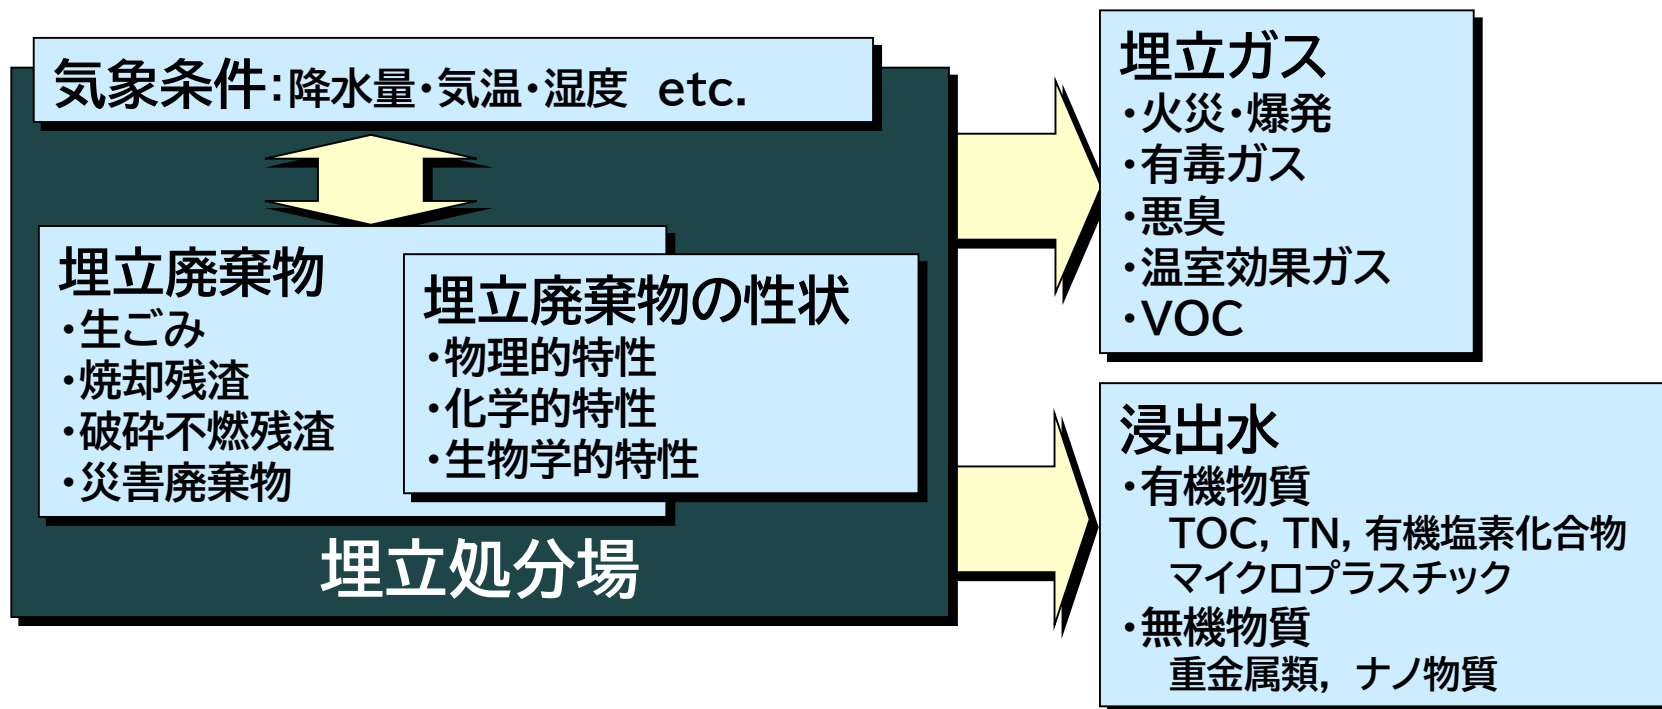 気象条件:降水量・気温・湿度　etc.
埋立廃棄物
・生ごみ
・焼却残渣
・破砕不燃残渣
・災害廃棄物
埋立廃棄物の性状
・物理的特性
・化学的特性
・生物学的特性
埋立処分場
埋立ガス
・火災・爆発
・有毒ガス
・悪臭
・温室効果ガス
・VOC
浸出水
・有機物質
TOC, TN, 有機塩素化合物
マイクロプラスチック
・無機物質
重金属類, ナノ物質